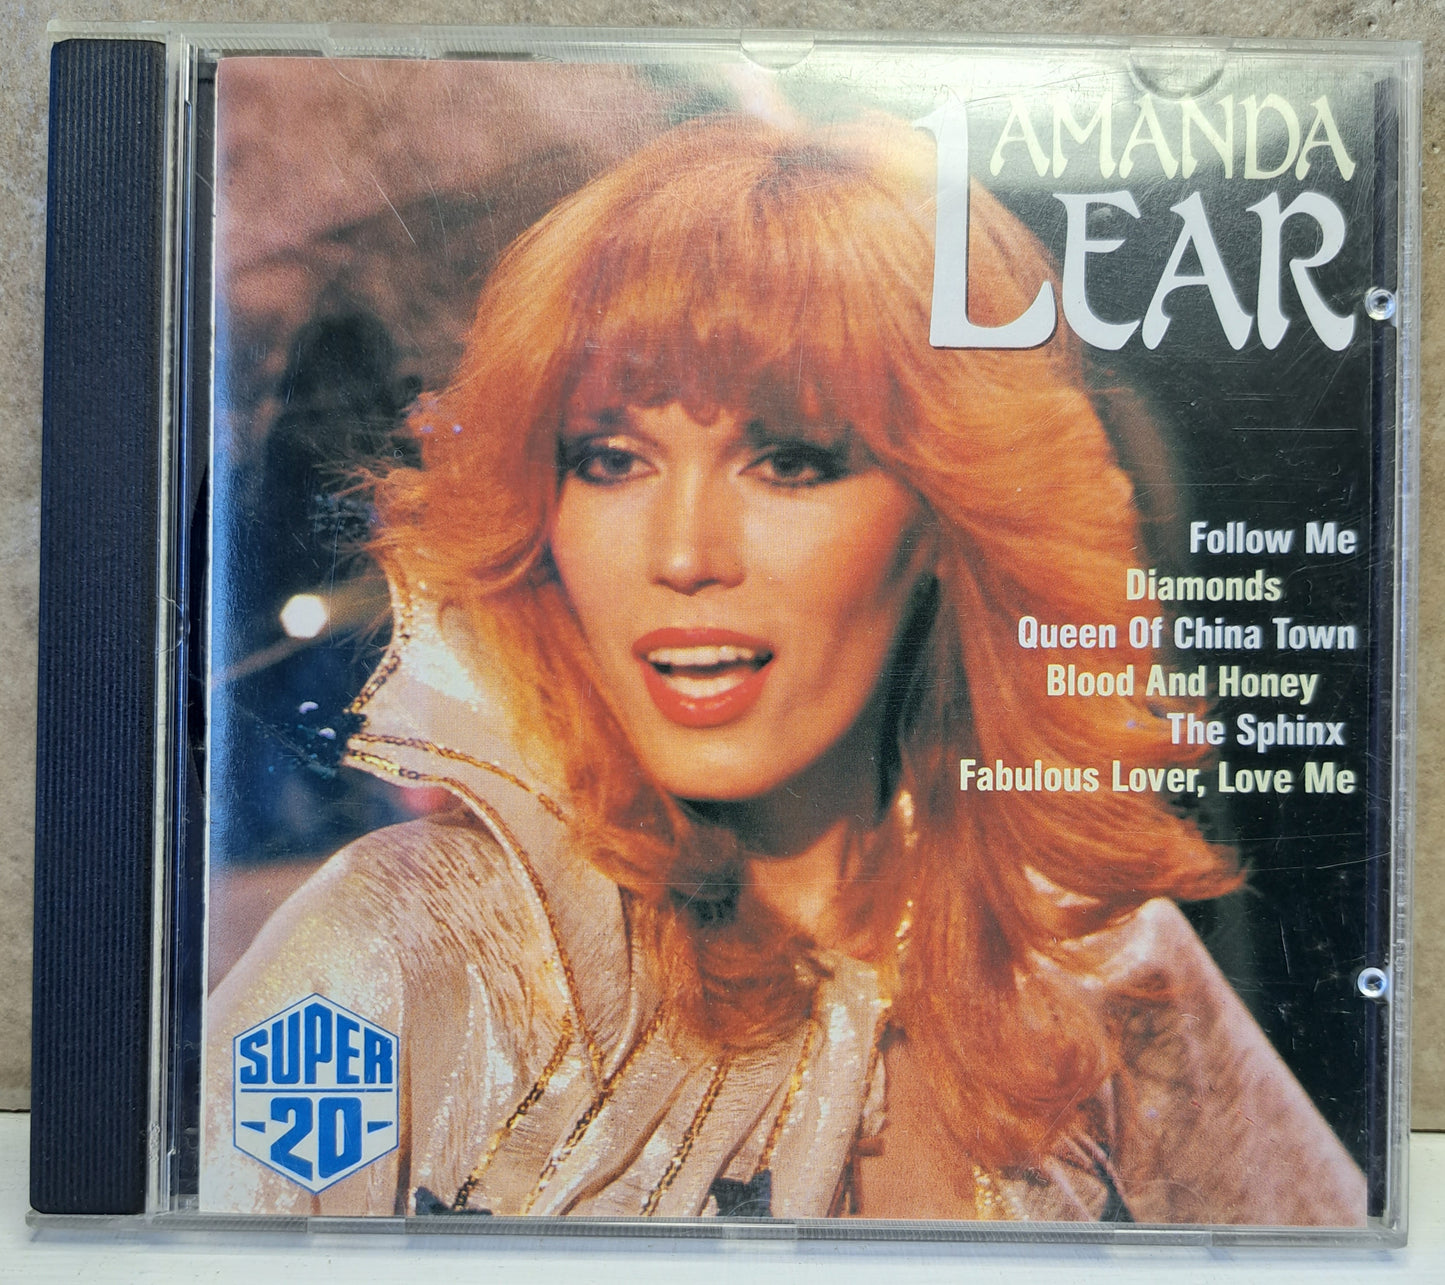 AMANDA
LEAR
Follow Me
Diamonds
Queen Of China Town
Blood And Honey
The Sphinx
Fabulous Lover, Love Me
SUPER
-20-